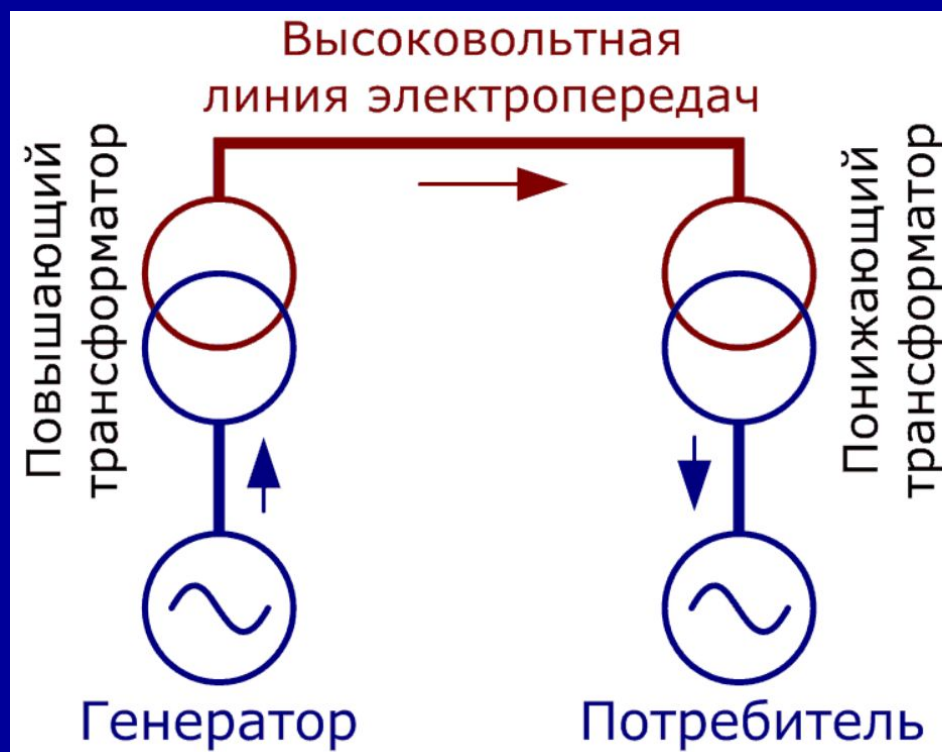 Высоковольтная
линия электропередач
Повышающий
трансформатор
Понижающий
трансформатор
Генератор
Потребитель